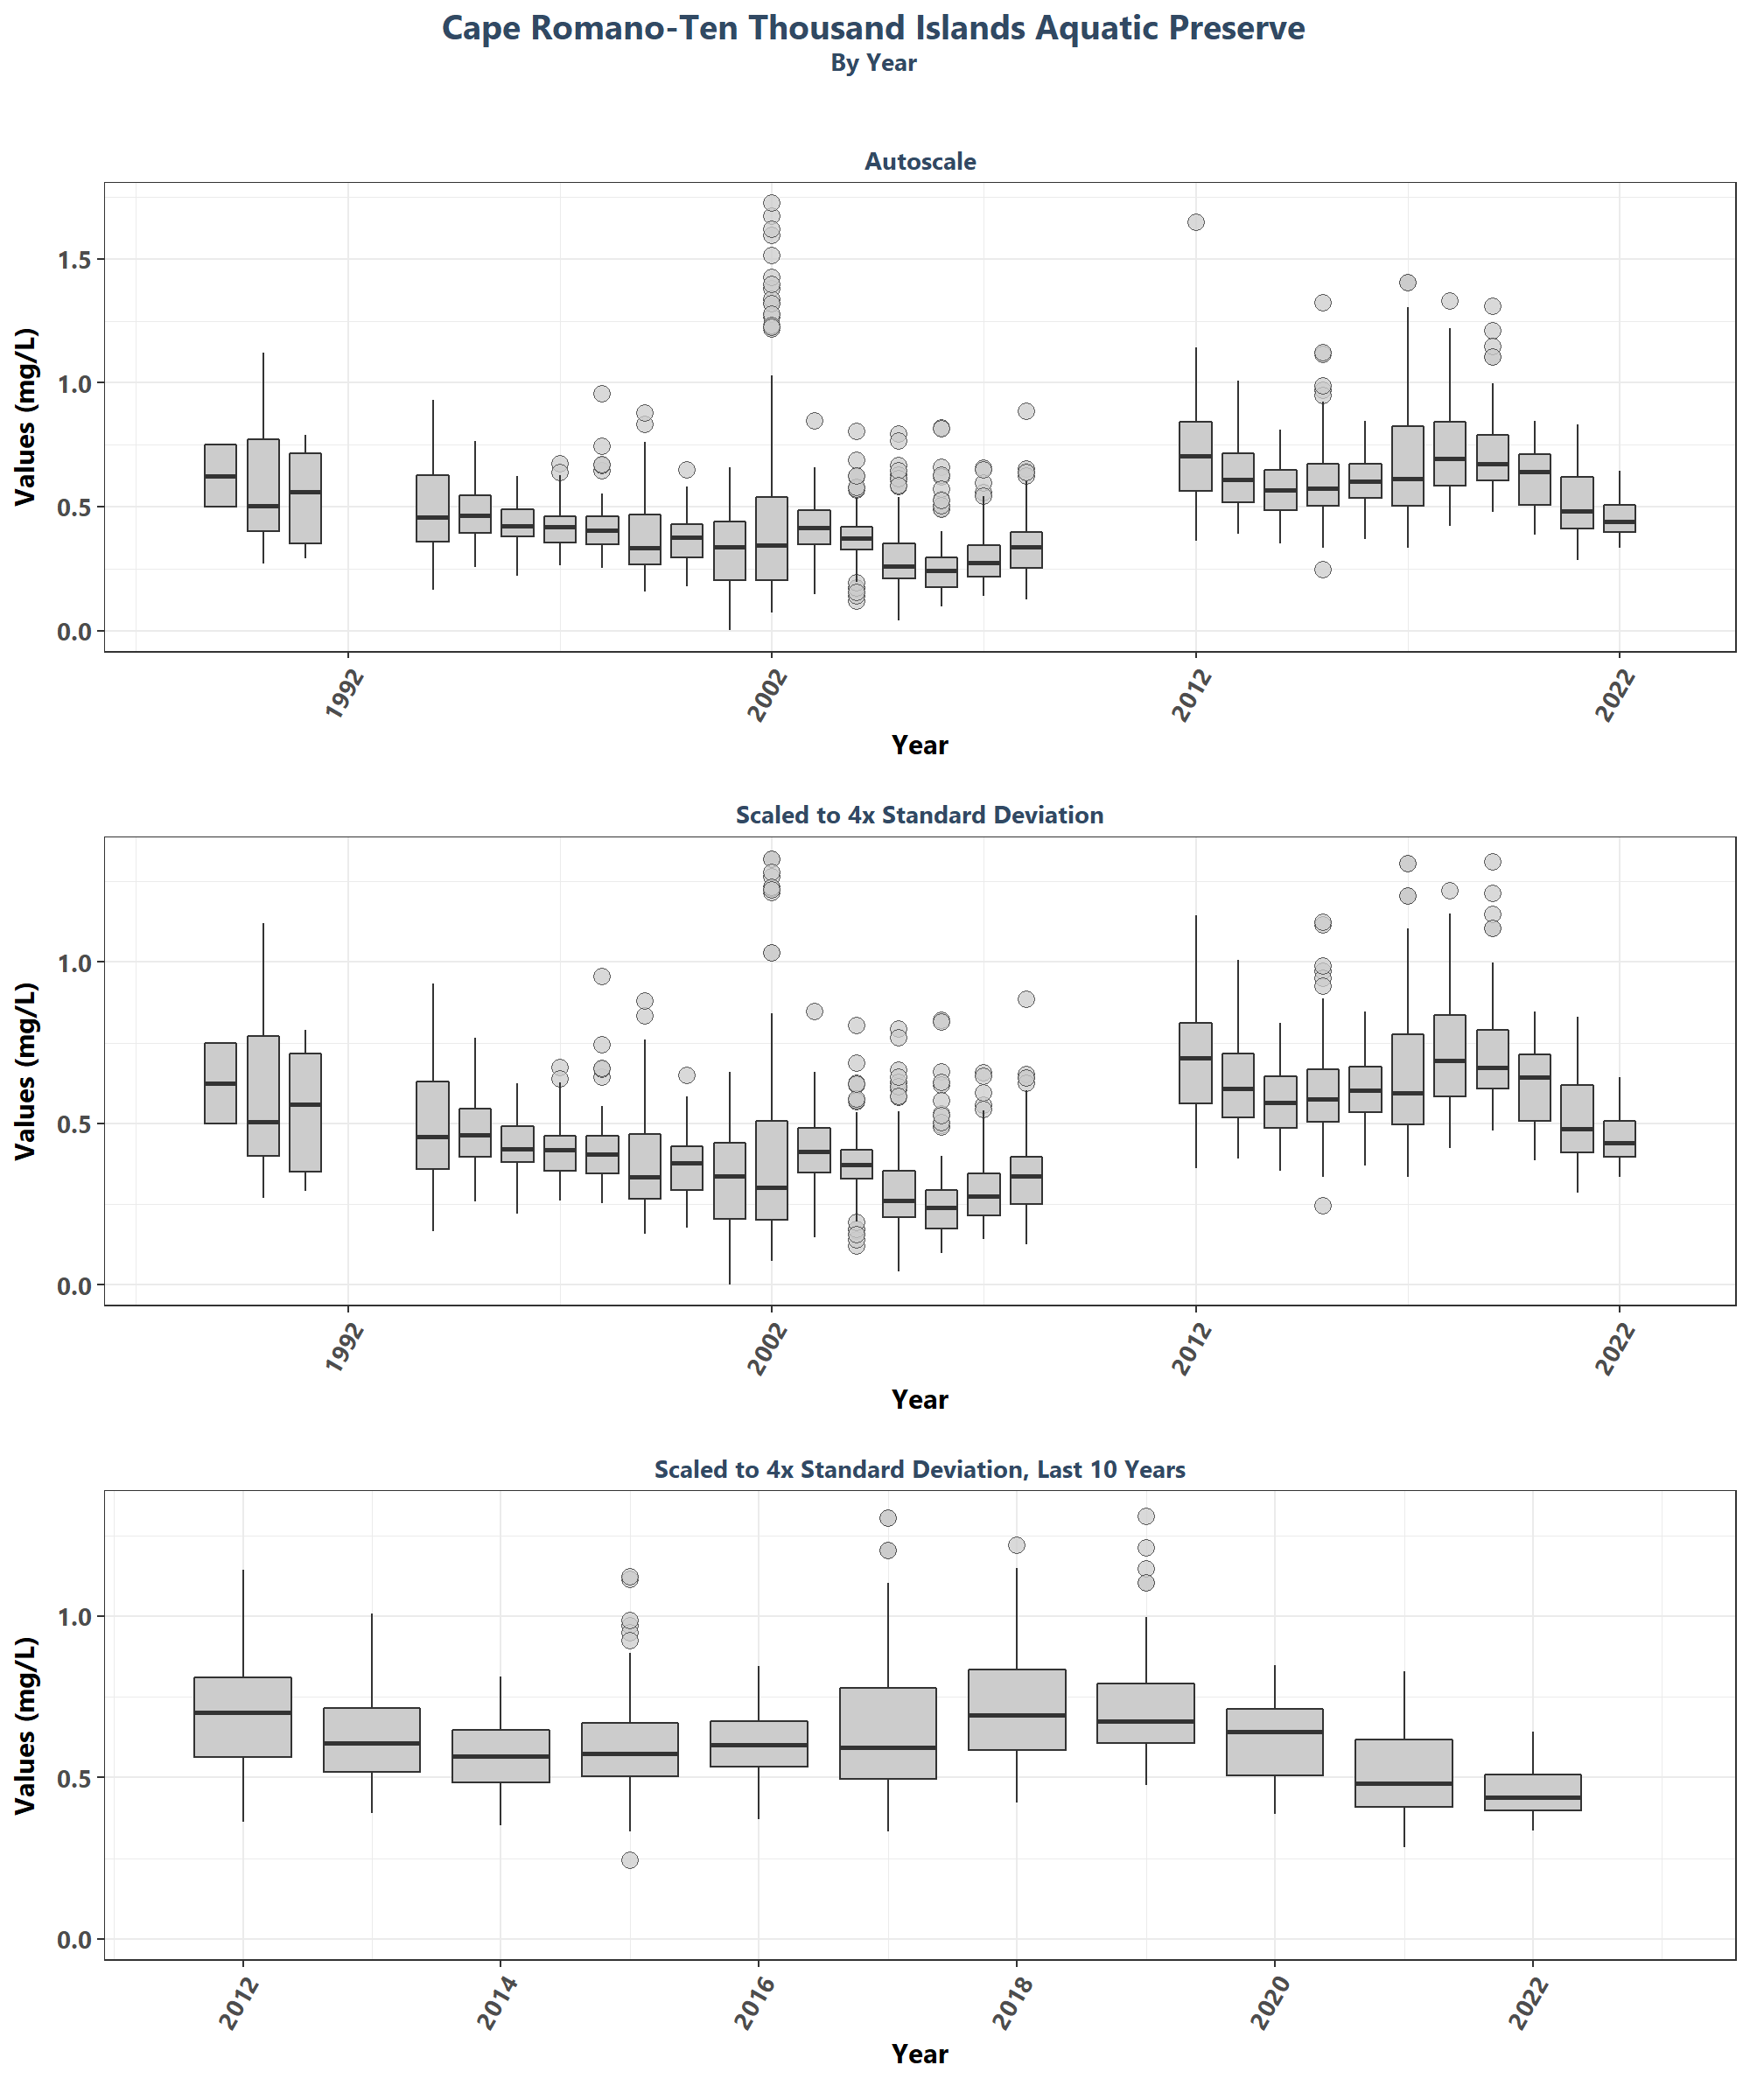 Cape Romano-Ten Thousand Islands Aquatic Preserve
By Year
Autoscale
Values (mg/L)
1.5
1.0
0.5
0.0
1992 2002 2012 2022
Year
Scaled to 4x Standard Deviation
Values (mg/L)
1.0
0.5
0.0
1992 2002 2012 2022
Year
Scaled to 4x Standard Deviation, Last 10 Years
Values (mg/L)
1.0
0.5
0.0
2012 2014 2016 2018 2020 2022
Year